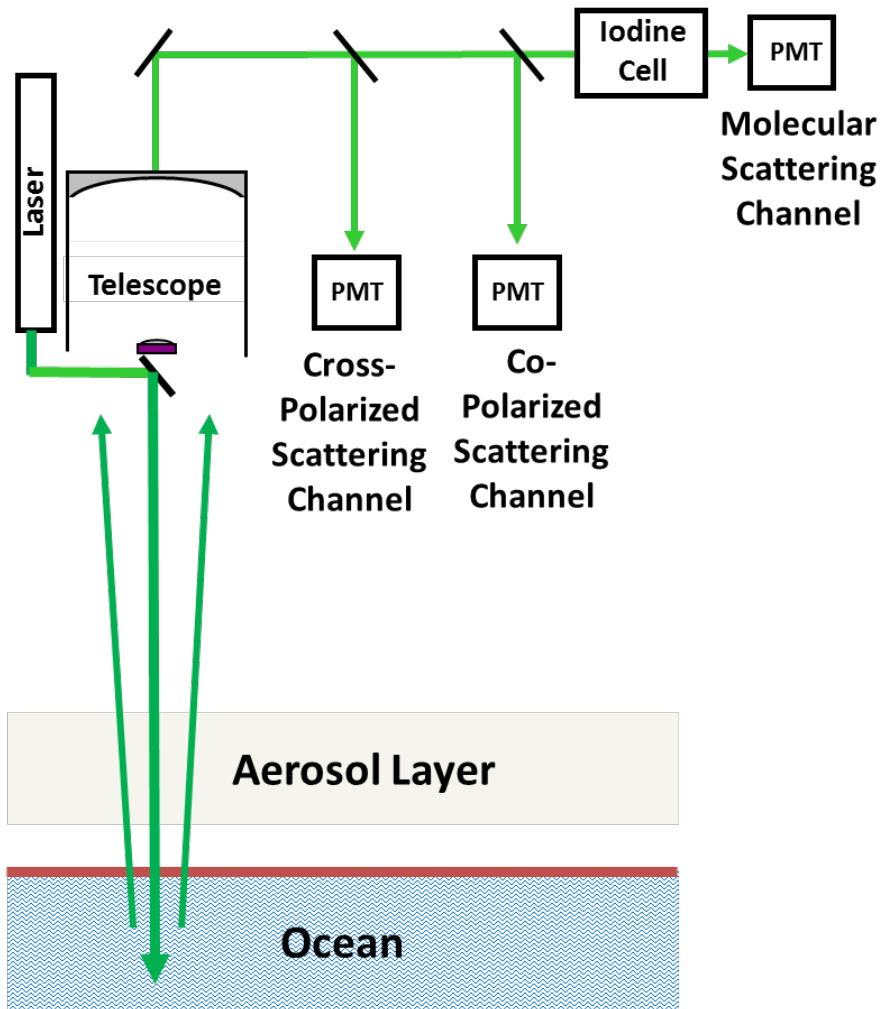 Iodine
Cell
PMT
Molecular
Scattering
Channel
Laser
Telescope
PMT
PMT
Cross-
Polarized
Scattering
Channel
Co-
Polarized
Scattering
Channel
Aerosol Layer
Ocean